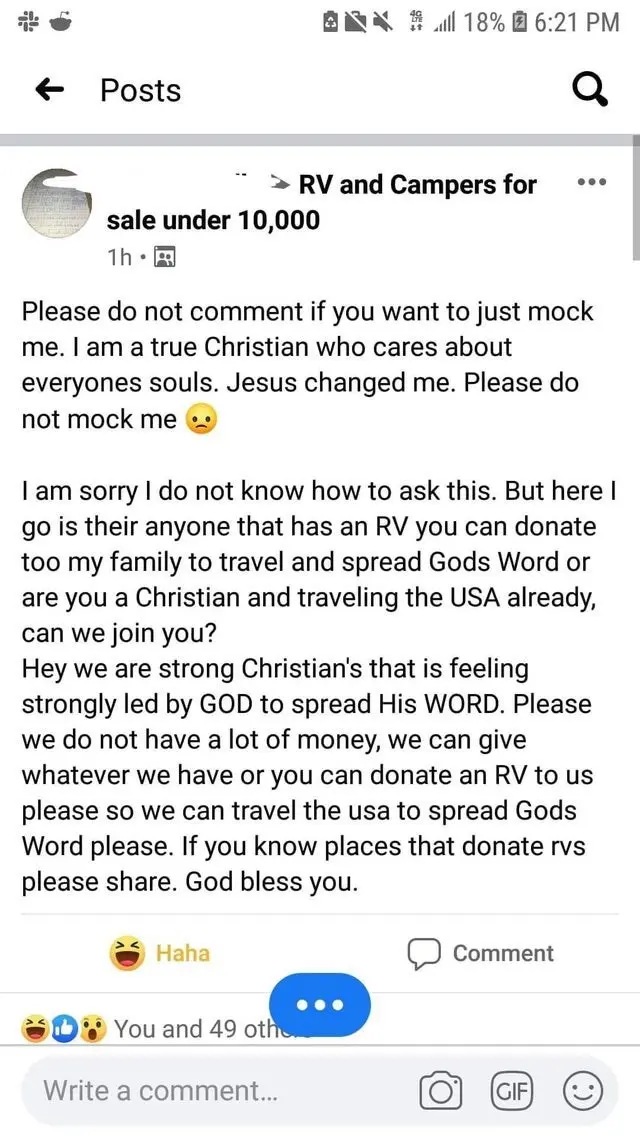 4G LTE 18% 6:21 PM
Posts
RV and Campers for
sale under 10,000
1h •
Please do not comment if you want to just mock
me. I am a true Christian who cares about
everyones souls. Jesus changed me. Please do
not mock me
I am sorry I do not know how to ask this. But here I
go is their anyone that has an RV you can donate
too my family to travel and spread Gods Word or
are you a Christian and traveling the USA already,
can we join you?
Hey we are strong Christian's that is feeling
strongly led by GOD to spread His WORD. Please
we do not have a lot of money, we can give
whatever we have or you can donate an RV to us
please so we can travel the usa to spread Gods
Word please. If you know places that donate rvs
please share. God bless you.
Haha Comment
You and 49
Write a comment...
GIF